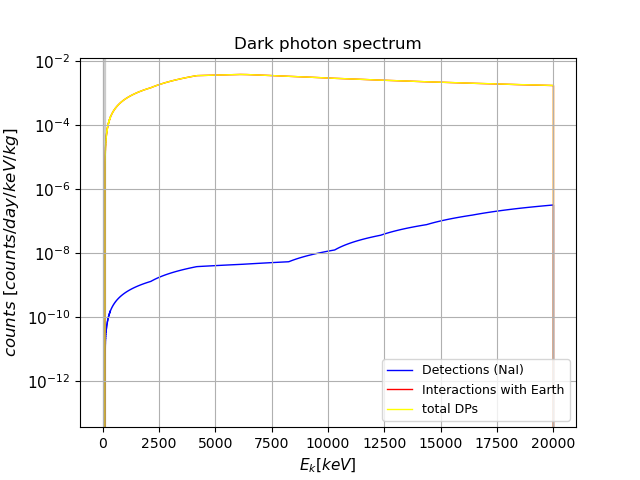 Dark photon spectrum
10⁻²
10⁻⁴
10⁻⁶
10⁻⁸
10⁻¹⁰
10⁻¹²
counts [counts/day/keV/kg]
Detections (NaI)
Interactions with Earth
total DPs
0 2500 5000 7500 10000 12500 15000 17500 20000
Eₖ[keV]